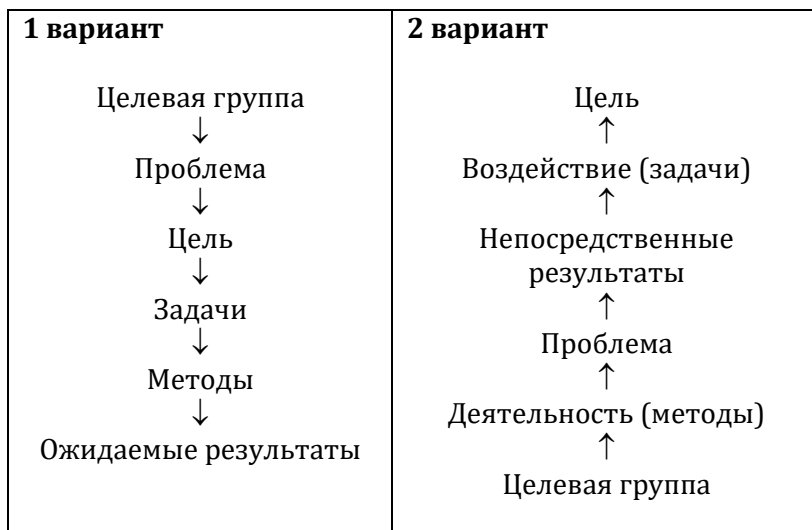 1 вариант
Целевая группа
↓
Проблема
↓
Цель
↓
Задачи
↓
Методы
↓
Ожидаемые результаты
2 вариант
Цель
↑
Воздействие (задачи)
↑
Непосредственные
результаты
↑
Проблема
↑
Деятельность (методы)
↑
Целевая группа